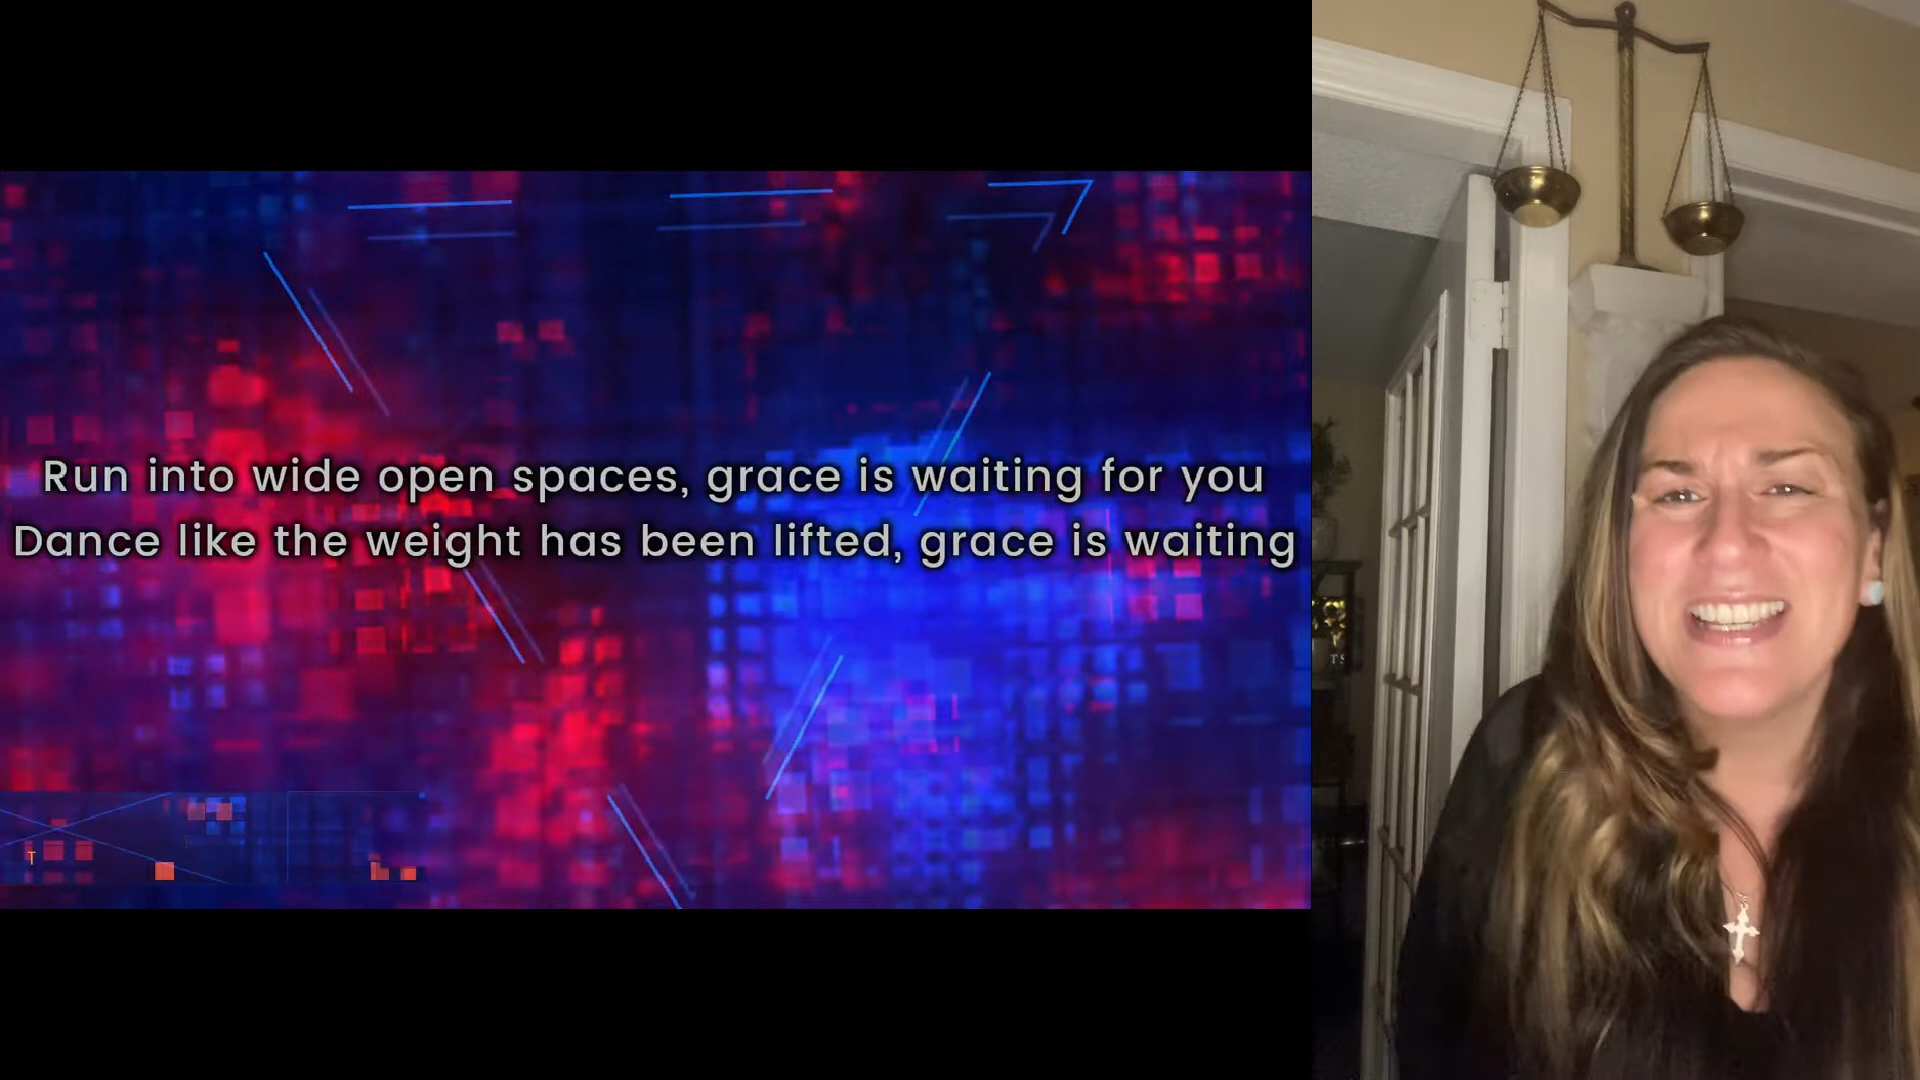 Run into wide open spaces, grace is waiting for you
Dance like the weight has been lifted, grace is waiting
T